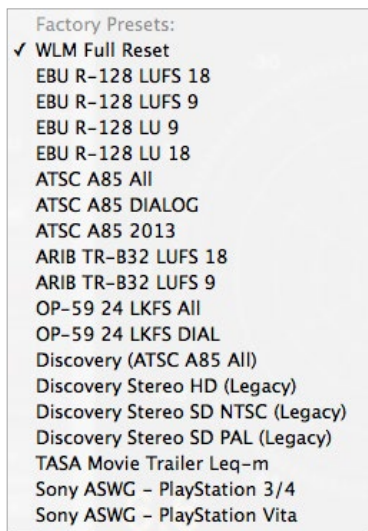 Factory Presets:
✓ WLM Full Reset
EBU R-128 LUFS 18
EBU R-128 LUFS 9
EBU R-128 LU 9
EBU R-128 LU 18
ATSC A85 All
ATSC A85 DIALOG
ATSC A85 2013
ARIB TR-B32 LUFS 18
ARIB TR-B32 LUFS 9
OP-59 24 LKFS All
OP-59 24 LKFS DIAL
Discovery (ATSC A85 All)
Discovery Stereo HD (Legacy)
Discovery Stereo SD NTSC (Legacy)
Discovery Stereo SD PAL (Legacy)
TASA Movie Trailer Leq-m
Sony ASWG - PlayStation 3/4
Sony ASWG - PlayStation Vita